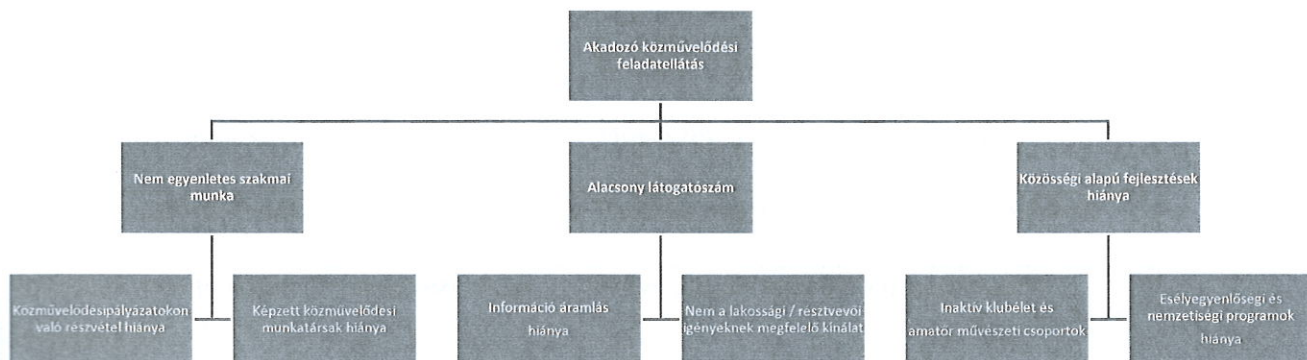 Akadozó közművelődési
feladatellátás
Nem egyenletes szakmai
munka
Alacsony látogatószám
Közösségi alapú fejlesztések
hiánya
Közművelődésipályázatokon
való részvétel hiánya
Képzett közművelődési
munkatársak hiánya
Információ áramlás
hiánya
Nem a lakossági / résztvevői
igényeknek megfelelő kínálat
Inaktív klubélet és
amatőr művészeti csoportok
Esélyegyenlőségi és
nemzetiségi programok
hiánya